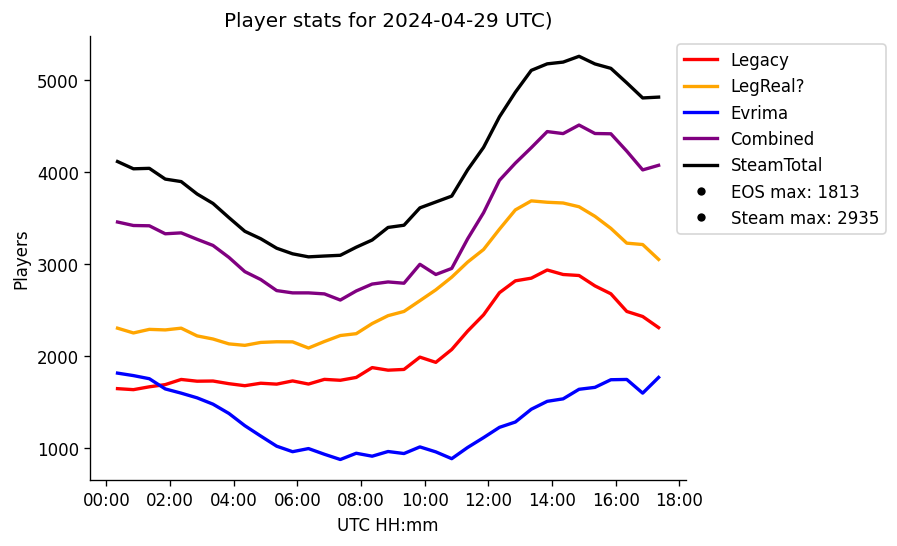 Player stats for 2024-04-29 UTC)
Legacy
LegReal?
Evrima
Combined
SteamTotal
EOS max: 1813
Steam max: 2935
5000
4000
3000
2000
1000
Players
00:00 02:00 04:00 06:00 08:00 10:00 12:00 14:00 16:00 18:00
UTC HH:mm